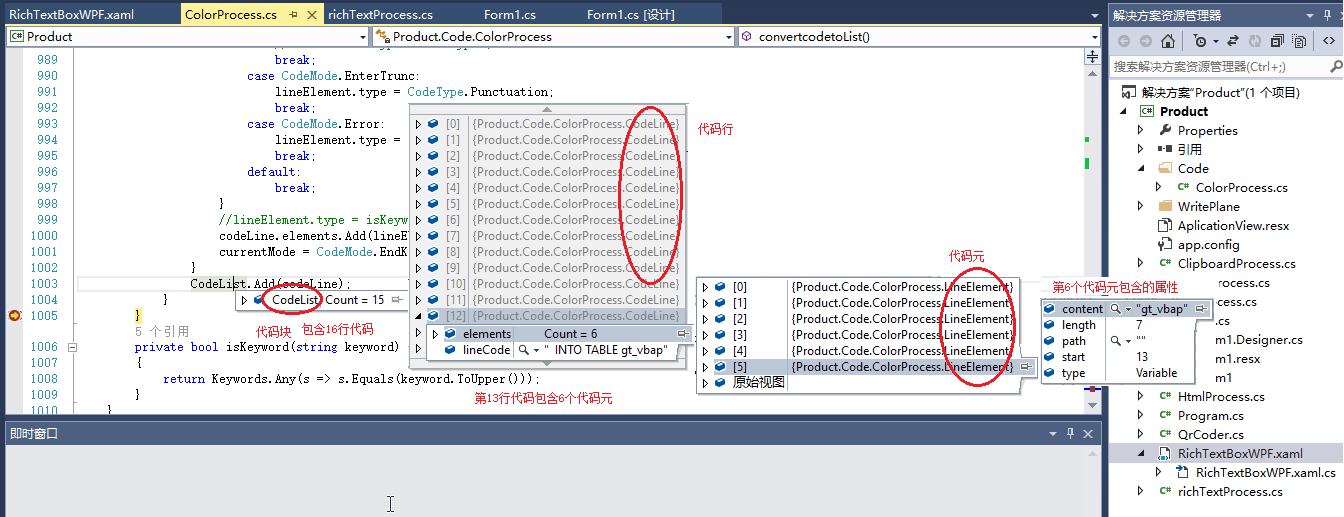 RichTextBoxWPF.xaml
ColorProcess.cs
richTextProcess.cs
Form1.cs
Form1.cs [设计]
Product
Product.Code.ColorProcess
convertcodetoList()
989 break;
990 case CodeMode.EnterTrunc:
991 lineElement.type = CodeType.Punctuation;
992 break;
993 case CodeMode.Error:
994 lineElement.type =
995 break;
996 default:
997 break;
998 }
999 //lineElement.type = isKeyw
1000 codeLine.elements.Add(lineE
1001 currentMode = CodeMode.EndK
1002 }
1003 CodeList.Add(codeLine);
1004 }
1005 }
5 个引用
1006 private bool isKeyword(string keyword)
1007 {
1008 return Keywords.Any(s => s.Equals(keyword.ToUpper()));
1009 }
1010
CodeList Count = 15
代码块 包含16行代码
[0] {Product.Code.ColorProcess.CodeLine}
[1] {Product.Code.ColorProcess.CodeLine}
[2] {Product.Code.ColorProcess.CodeLine}
[3] {Product.Code.ColorProcess.CodeLine}
[4] {Product.Code.ColorProcess.CodeLine}
[5] {Product.Code.ColorProcess.CodeLine}
[6] {Product.Code.ColorProcess.CodeLine}
[7] {Product.Code.ColorProcess.CodeLine}
[8] {Product.Code.ColorProcess.CodeLine}
[9] {Product.Code.ColorProcess.CodeLine}
[10] {Product.Code.ColorProcess.CodeLine}
[11] {Product.Code.ColorProcess.CodeLine}
[12] {Product.Code.ColorProcess.CodeLine}
代码行
elements Count = 6
lineCode " INTO TABLE gt_vbap"
第13行代码包含6个代码元
代码元
[0] {Product.Code.ColorProcess.LineElement}
[1] {Product.Code.ColorProcess.LineElement}
[2] {Product.Code.ColorProcess.LineElement}
[3] {Product.Code.ColorProcess.LineElement}
[4] {Product.Code.ColorProcess.LineElement}
[5] {Product.Code.ColorProcess.LineElement}
原始视图
第6个代码元包含的属性
content "gt_vbap"
length 7
path ""
start 13
type Variable
即时窗口
解决方案资源管理器
搜索解决方案资源管理器(Ctrl+;)
解决方案"Product"(1 个项目)
Product
Properties
引用
Code
ColorProcess.cs
WritePlane
AplicationView.resx
app.config
ClipboardProcess.cs
ocess.cs
.cs
m1.Designer.cs
m1.resx
m1
HtmlProcess.cs
Program.cs
QrCoder.cs
RichTextBoxWPF.xaml
RichTextBoxWPF.xaml.cs
richTextProcess.cs